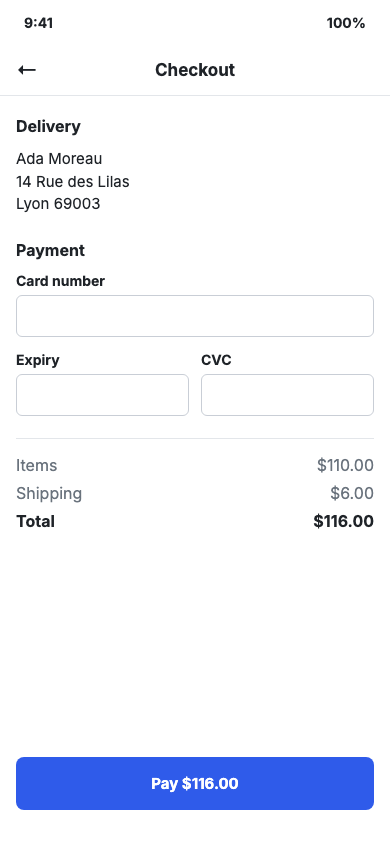 9:41 100%
Checkout
Delivery
Ada Moreau
14 Rue des Lilas
Lyon 69003
Payment
Card number
Expiry CVC
Items $110.00
Shipping $6.00
Total $116.00
Pay $116.00